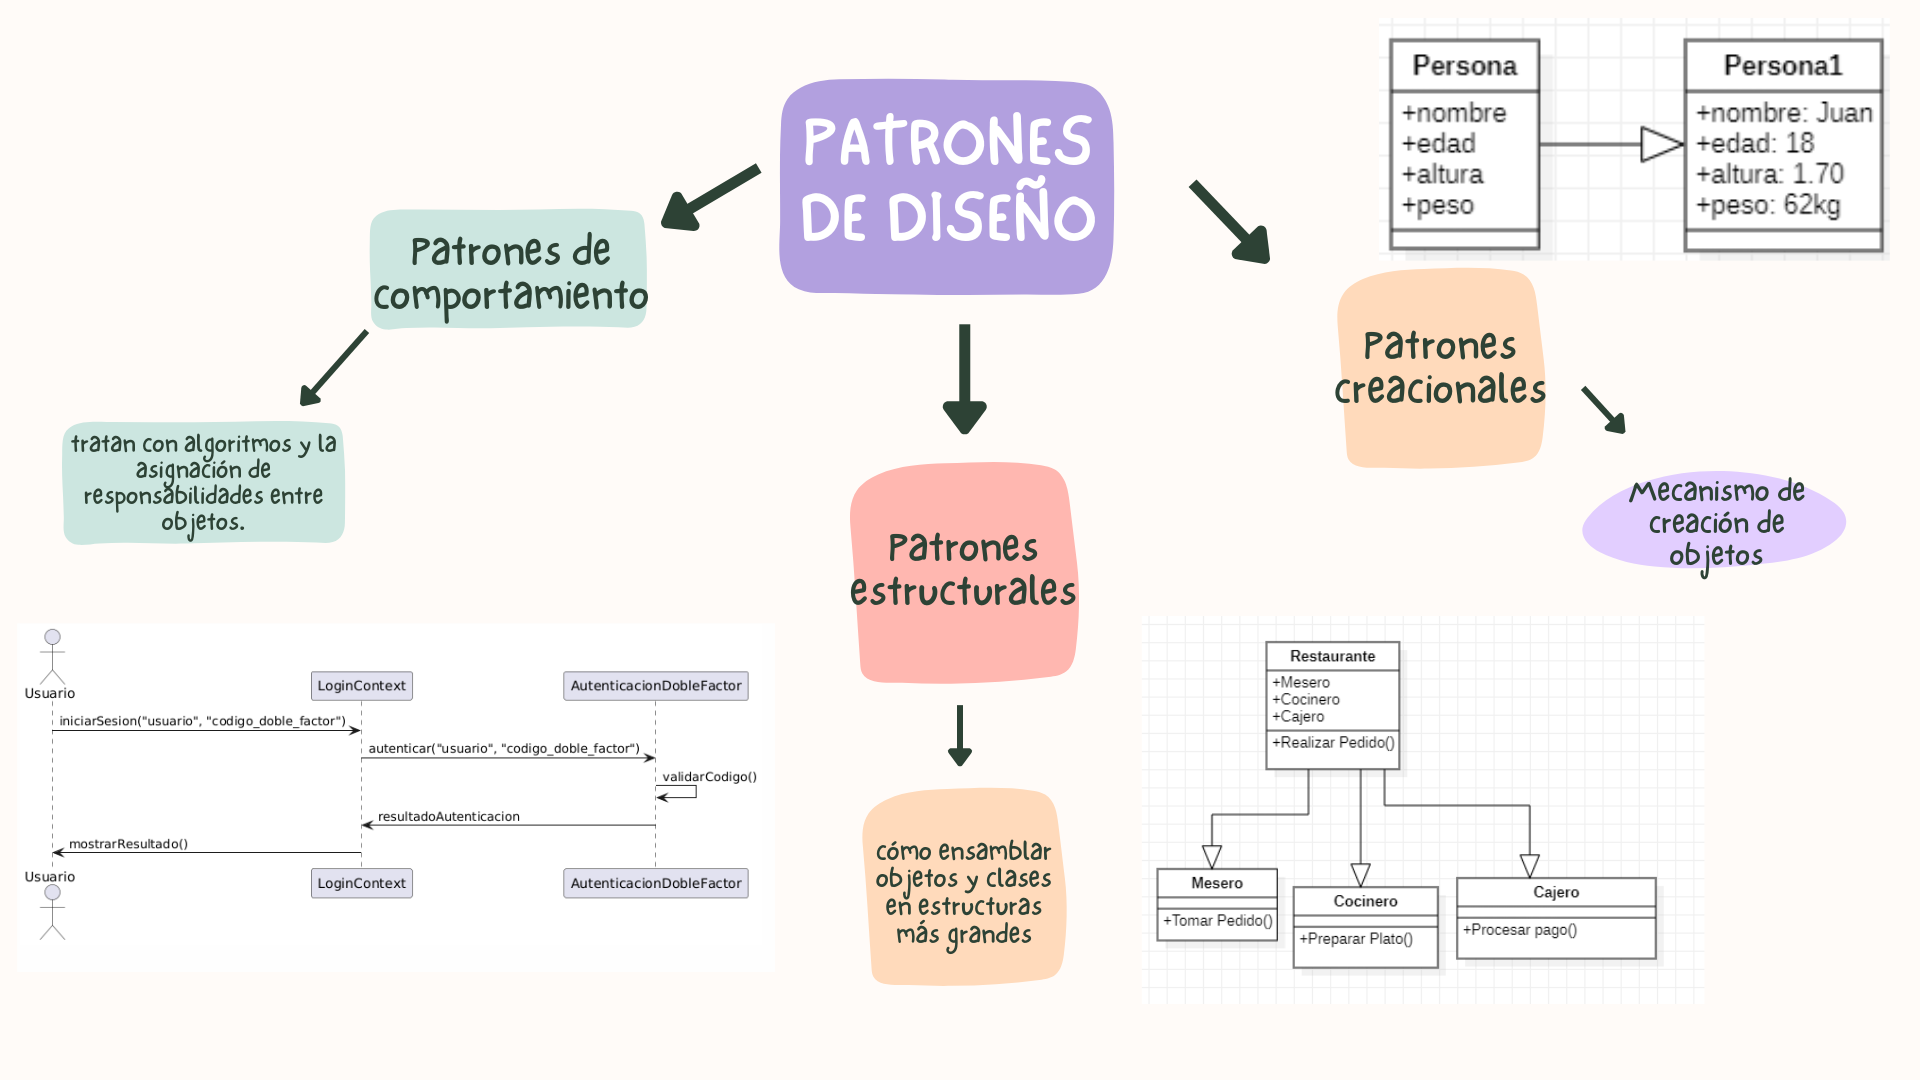 PATRONES
DE DISEÑO
Patrones de
comportamiento
tratan con algoritmos y la
asignación de
responsabilidades entre
objetos.
Patrones
estructurales
cómo ensamblar
objetos y clases
en estructuras
más grandes
Patrones
creacionales
Mecanismo de
creación de
objetos
Persona
+nombre
+edad
+altura
+peso
Persona1
+nombre: Juan
+edad: 18
+altura: 1.70
+peso: 62kg
Usuario
LoginContext
AutenticacionDobleFactor
iniciarSesion("usuario", "codigo_doble_factor")
autenticar("usuario", "codigo_doble_factor")
validarCodigo()
resultadoAutenticacion
mostrarResultado()
Usuario
LoginContext
AutenticacionDobleFactor
Restaurante
+Mesero
+Cocinero
+Cajero
+Realizar Pedido()
Mesero
+Tomar Pedido()
Cocinero
+Preparar Plato()
Cajero
+Procesar pago()